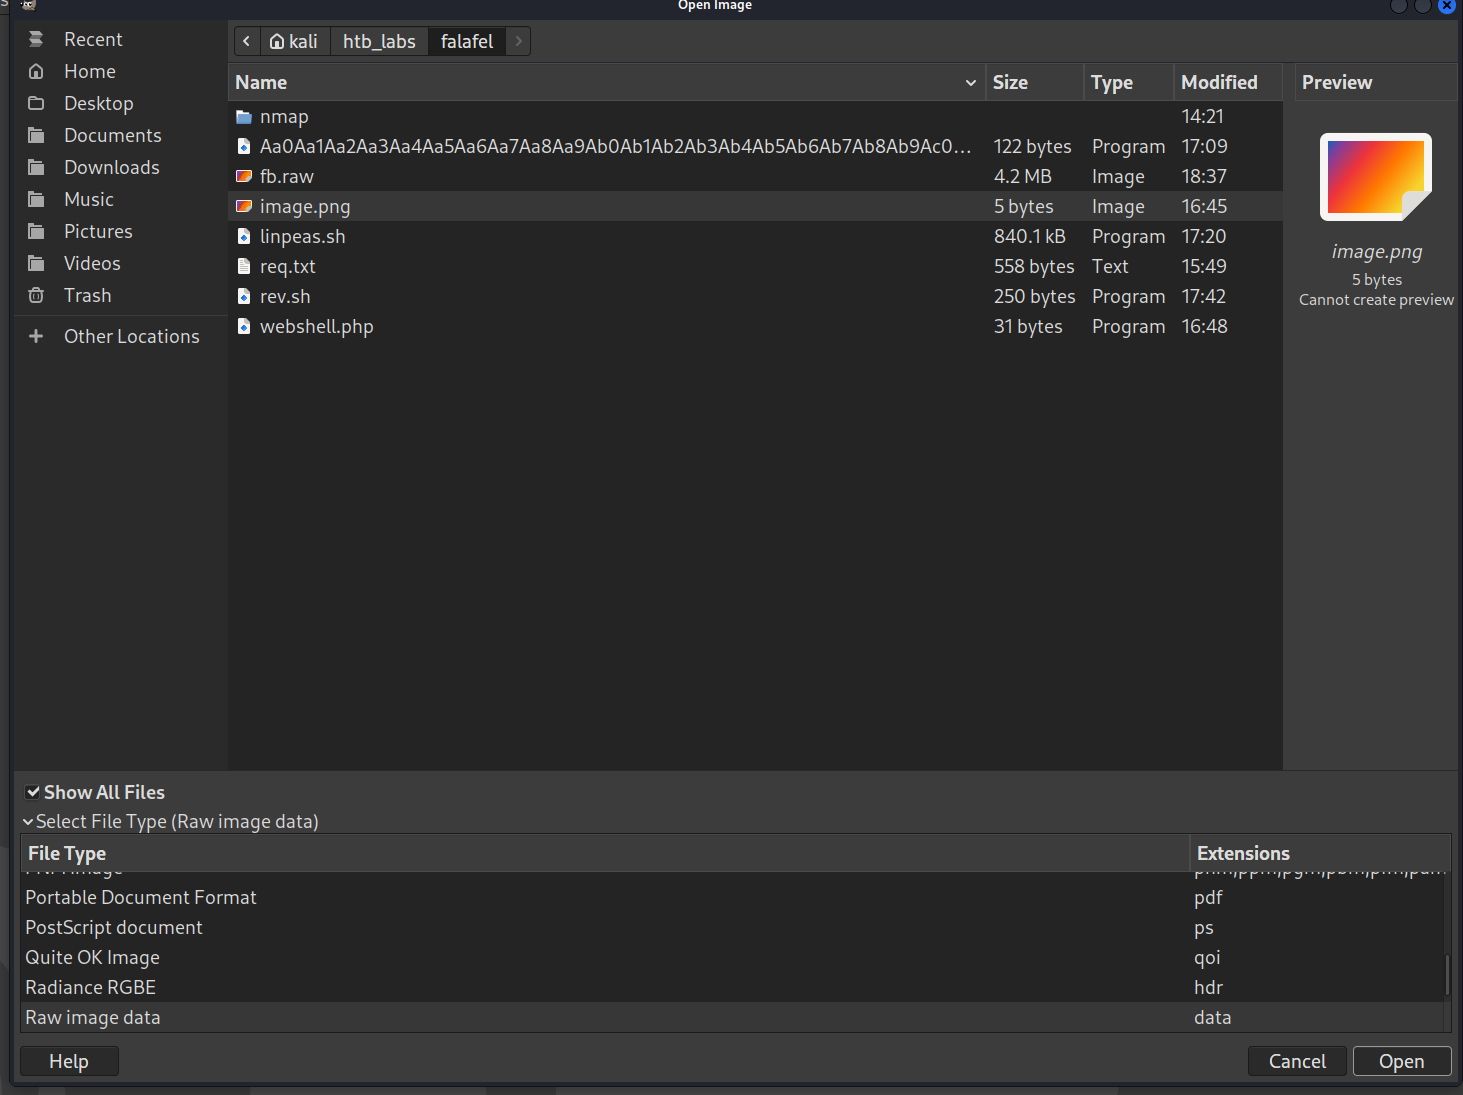 Open Image
Recent
Home
Desktop
Documents
Downloads
Music
Pictures
Videos
Trash
Other Locations
kali htb_labs falafel
Name Size Type Modified Preview
nmap 14:21
Aa0Aa1Aa2Aa3Aa4Aa5Aa6Aa7Aa8Aa9Ab0Ab1Ab2Ab3Ab4Ab5Ab6Ab7Ab8Ab9Ac0... 122 bytes Program 17:09
fb.raw 4.2 MB Image 18:37
image.png 5 bytes Image 16:45
linpeas.sh 840.1 kB Program 17:20
req.txt 558 bytes Text 15:49
rev.sh 250 bytes Program 17:42
webshell.php 31 bytes Program 16:48
image.png
5 bytes
Cannot create preview
Show All Files
Select File Type (Raw image data)
File Type Extensions
Portable Document Format pdf
PostScript document ps
Quite OK Image qoi
Radiance RGBE hdr
Raw image data data
Help Cancel Open